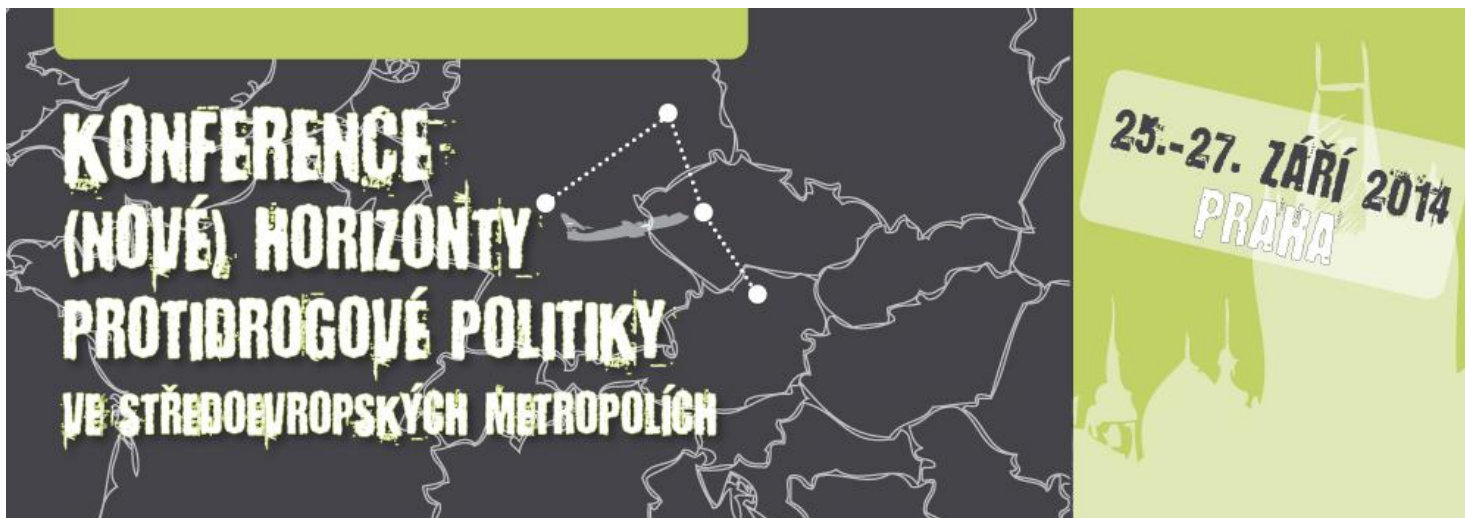 KONFERENCE
(NOVÉ) HORIZONTY
PROTIDROGOVÉ POLITIKY
VE STŘEDOEVROPSKÝCH METROPOLÍCH
25.-27. ZÁŘÍ 2014
PRAHA